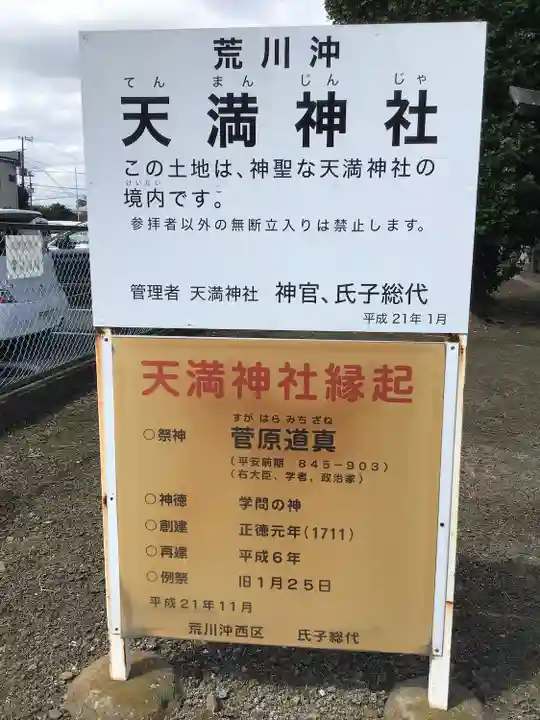 荒川沖
てん まん じん じゃ
天満神社
この土地は、神聖な天満神社の
けいだい
境内です。
参拝者以外の無断立入りは禁止します。
管理者 天満神社 神官、氏子総代
平成21年1月
天満神社縁起
○祭神
すが はら みち ざね
菅原道真
(平安前期 845-903)
(右大臣、学者、政治家)
○神徳 学問の神
○創建 正徳元年(1711)
○再建 平成6年
○例祭 旧1月25日
平成21年11月
荒川沖西区 氏子総代